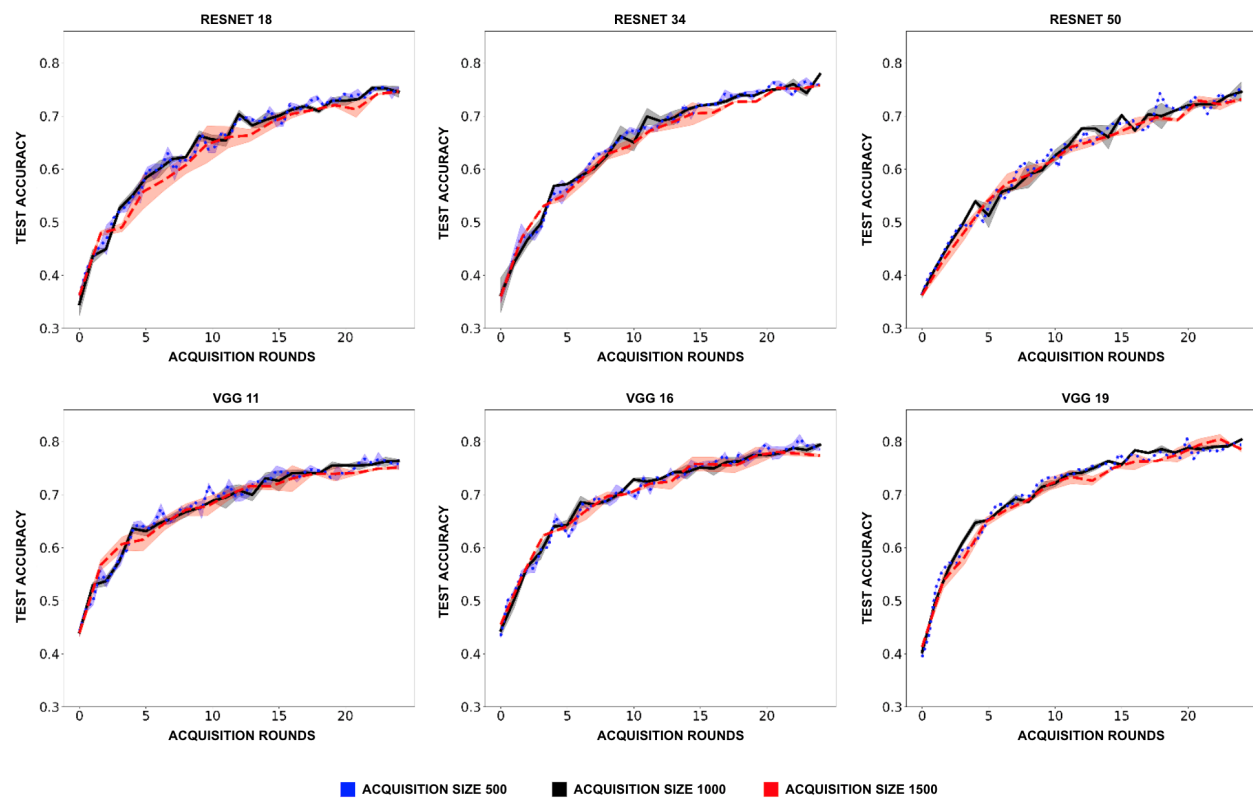 RESNET 18
RESNET 34
RESNET 50
TEST ACCURACY
0.8
0.7
0.6
0.5
0.4
0.3
0 5 10 15 20
ACQUISITION ROUNDS
TEST ACCURACY
0.8
0.7
0.6
0.5
0.4
0.3
0 5 10 15 20
ACQUISITION ROUNDS
TEST ACCURACY
0.8
0.7
0.6
0.5
0.4
0.3
0 5 10 15 20
ACQUISITION ROUNDS
VGG 11
VGG 16
VGG 19
TEST ACCURACY
0.8
0.7
0.6
0.5
0.4
0.3
0 5 10 15 20
ACQUISITION ROUNDS
TEST ACCURACY
0.8
0.7
0.6
0.5
0.4
0.3
0 5 10 15 20
ACQUISITION ROUNDS
TEST ACCURACY
0.8
0.7
0.6
0.5
0.4
0.3
0 5 10 15 20
ACQUISITION ROUNDS
ACQUISITION SIZE 500 ACQUISITION SIZE 1000 ACQUISITION SIZE 1500